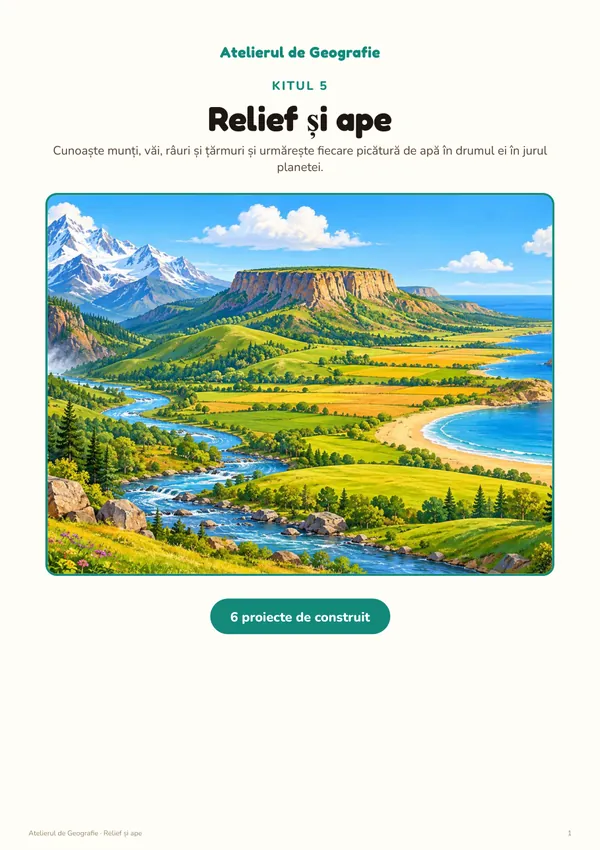 Atelierul de Geografie
KITUL 5
Relief și ape
Cunoaște munți, văi, râuri și țărmuri și urmărește fiecare picătură de apă în drumul ei în jurul
planetei.
6 proiecte de construit
Atelierul de Geografie · Relief și ape
1